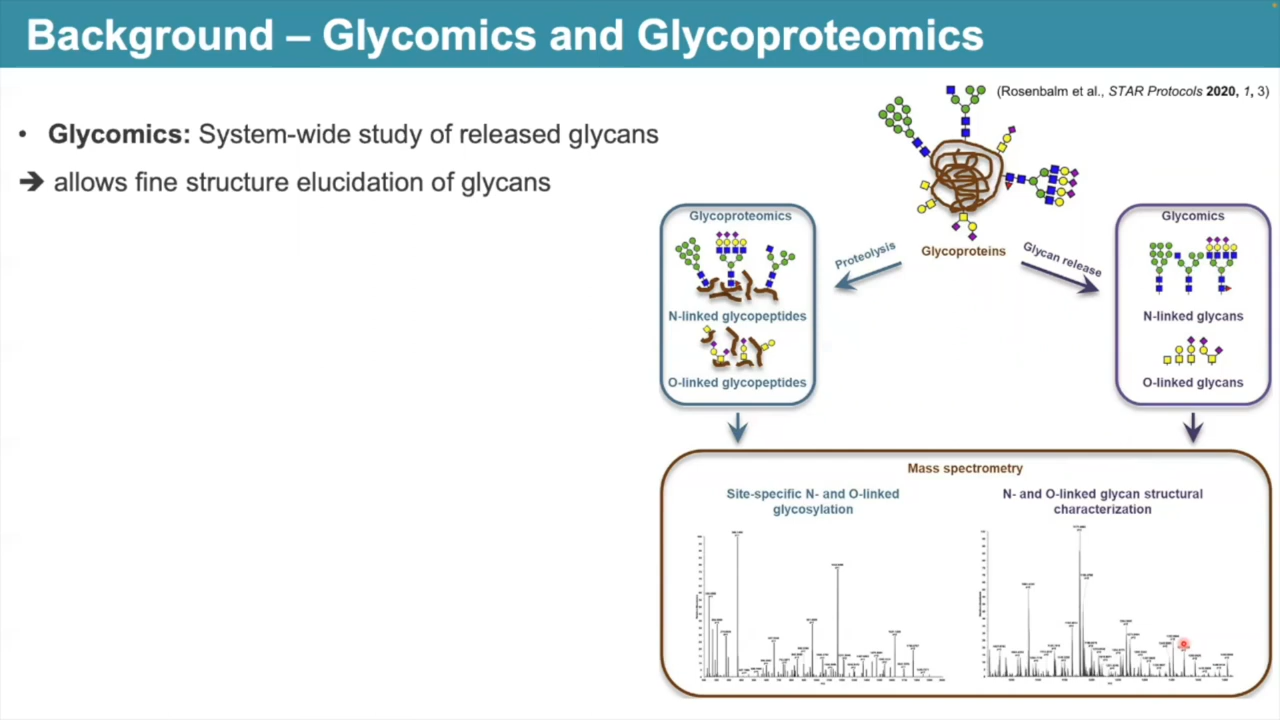 Background – Glycomics and Glycoproteomics
(Rosenbalm et al., STAR Protocols 2020, 1, 3)
• Glycomics: System-wide study of released glycans
➔ allows fine structure elucidation of glycans
Glycoproteomics
Glycomics
Proteolysis
Glycoproteins
Glycan release
N-linked glycopeptides
N-linked glycans
O-linked glycopeptides
O-linked glycans
Mass spectrometry
Site-specific N- and O-linked
glycosylation
N- and O-linked glycan structural
characterization